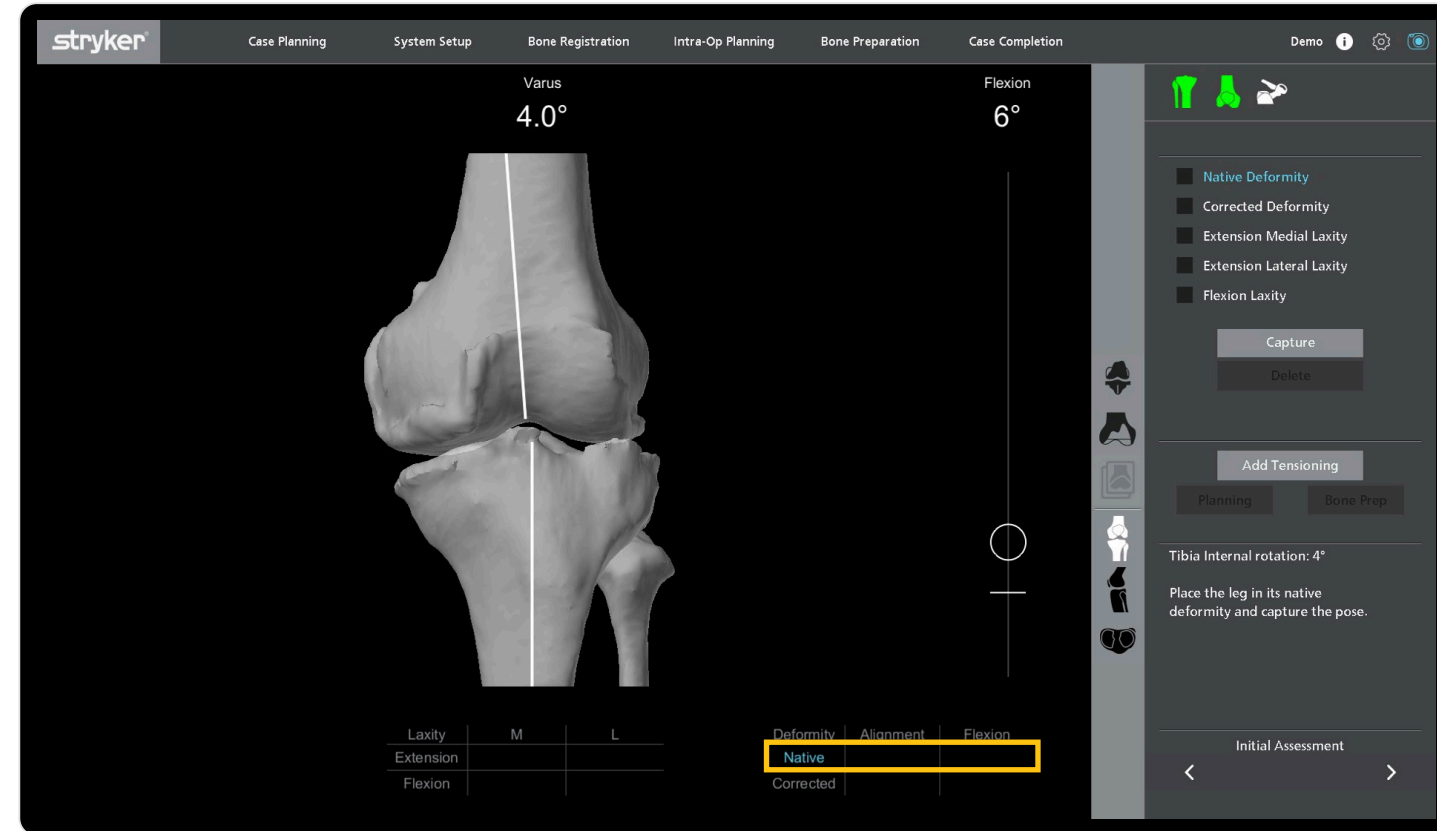 stryker
Case Planning System Setup Bone Registration Intra-Op Planning Bone Preparation Case Completion Demo
Varus
4.0°
Flexion
6°
Native Deformity
Corrected Deformity
Extension Medial Laxity
Extension Lateral Laxity
Flexion Laxity
Capture
Delete
Add Tensioning
Planning Bone Prep
Tibia Internal rotation: 4°
Place the leg in its native
deformity and capture the pose.
Laxity M L
Extension
Flexion
Deformity Alignment Flexion
Native
Corrected
Initial Assessment